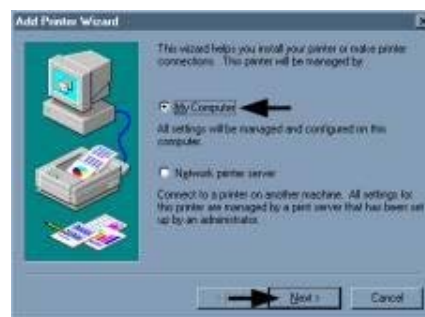 Add Printer Wizard
This wizard helps you install your printer or make printer
connections. This printer will be managed by:
My Computer
All settings will be managed and configured on this
computer.
Network printer server
Connect to a printer on another machine. All settings for
this printer are managed by a print server that has been set
up by an administrator.
Next >
Cancel